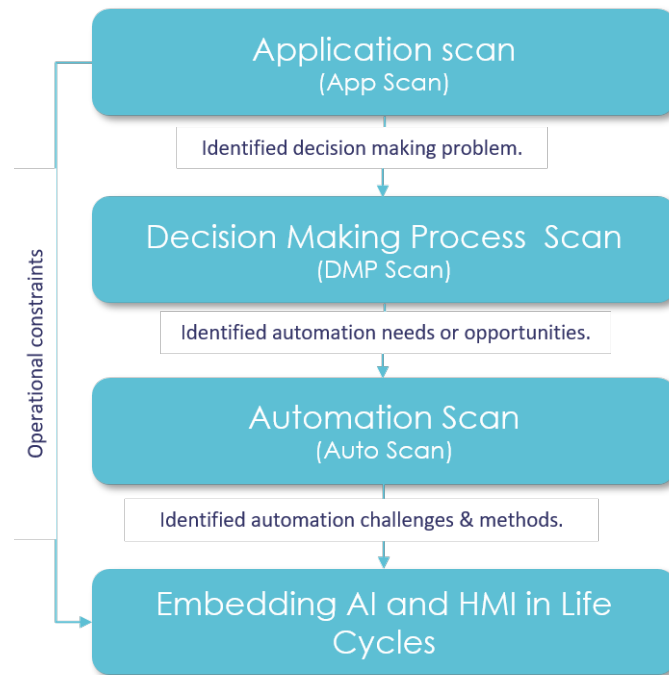 Application scan
(App Scan)
Identified decision making problem.
Decision Making Process  Scan
(DMP Scan)
Identified automation needs or opportunities.
Operational constraints
Automation Scan
(Auto Scan)
Identified automation challenges & methods.
Embedding AI and HMI in Life
Cycles